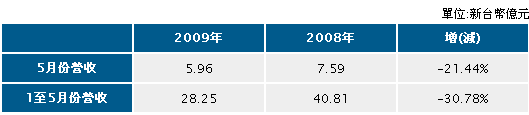 單位:新台幣億元
2009年 2008年 增(減)
5月份營收 5.96 7.59 -21.44%
1至5月份營收 28.25 40.81 -30.78%